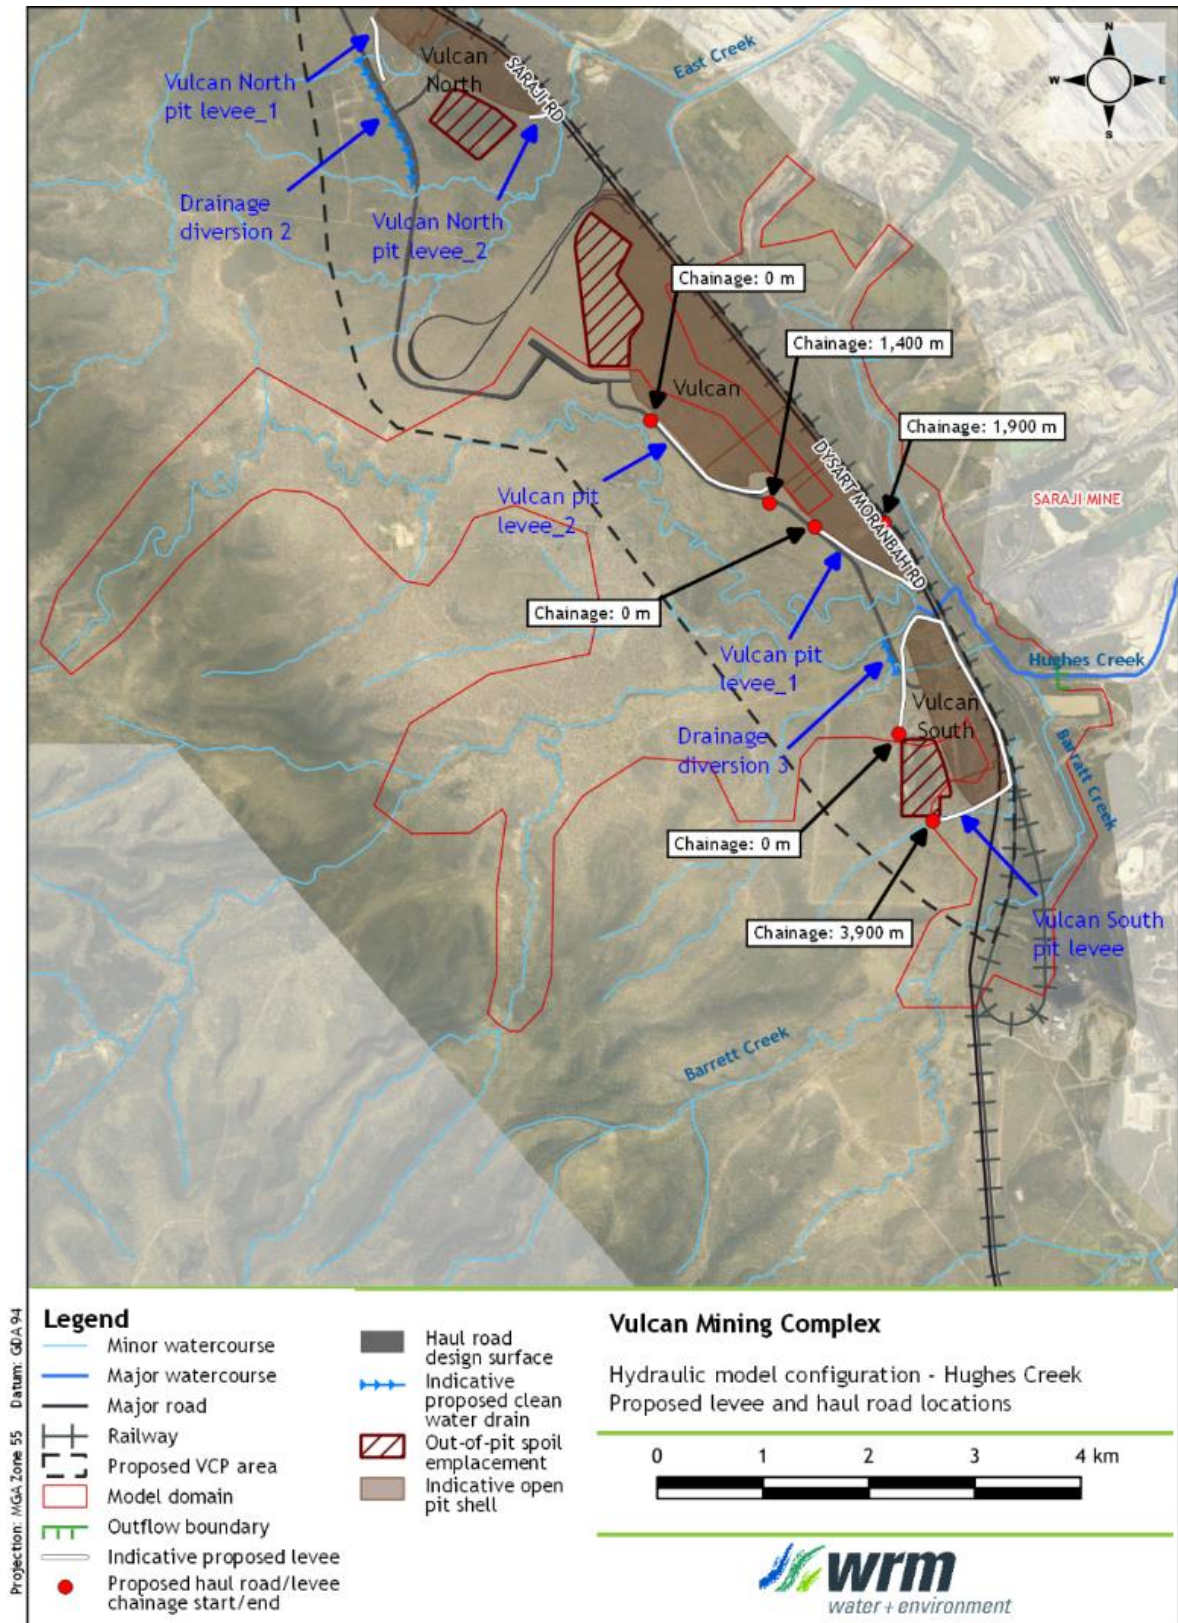 N
W
E
S
East Creek
Vulcan
North
SARAJI RD
Vulcan North
pit levee_1
Drainage
diversion 2
Vulcan North
pit levee_2
Chainage: 0 m
Chainage: 1,400 m
Vulcan
Chainage: 1,900 m
DYSART MORANBAH RD
SARAJI MINE
Vulcan pit
levee_2
Chainage: 0 m
Vulcan pit
levee_1
Hughes Creek
Vulcan
South
Drainage
diversion 3
Barratt Creek
Chainage: 0 m
Chainage: 3,900 m
Vulcan South
pit levee
Barrett Creek
Projection: MGA Zone 55 Datum: GDA 94
Legend
Minor watercourse
Major watercourse
Major road
Railway
Proposed VCP area
Model domain
Outflow boundary
Indicative proposed levee
Proposed haul road/levee
chainage start/end
Haul road
design surface
Indicative
proposed clean
water drain
Out-of-pit spoil
emplacement
Indicative open
pit shell
Vulcan Mining Complex
Hydraulic model configuration - Hughes Creek
Proposed levee and haul road locations
0 1 2 3 4 km
wrm
water + environment